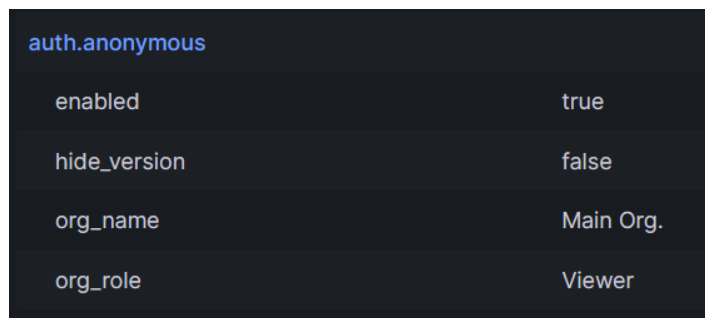 auth.anonymous
enabled true
hide_version false
org_name Main Org.
org_role Viewer